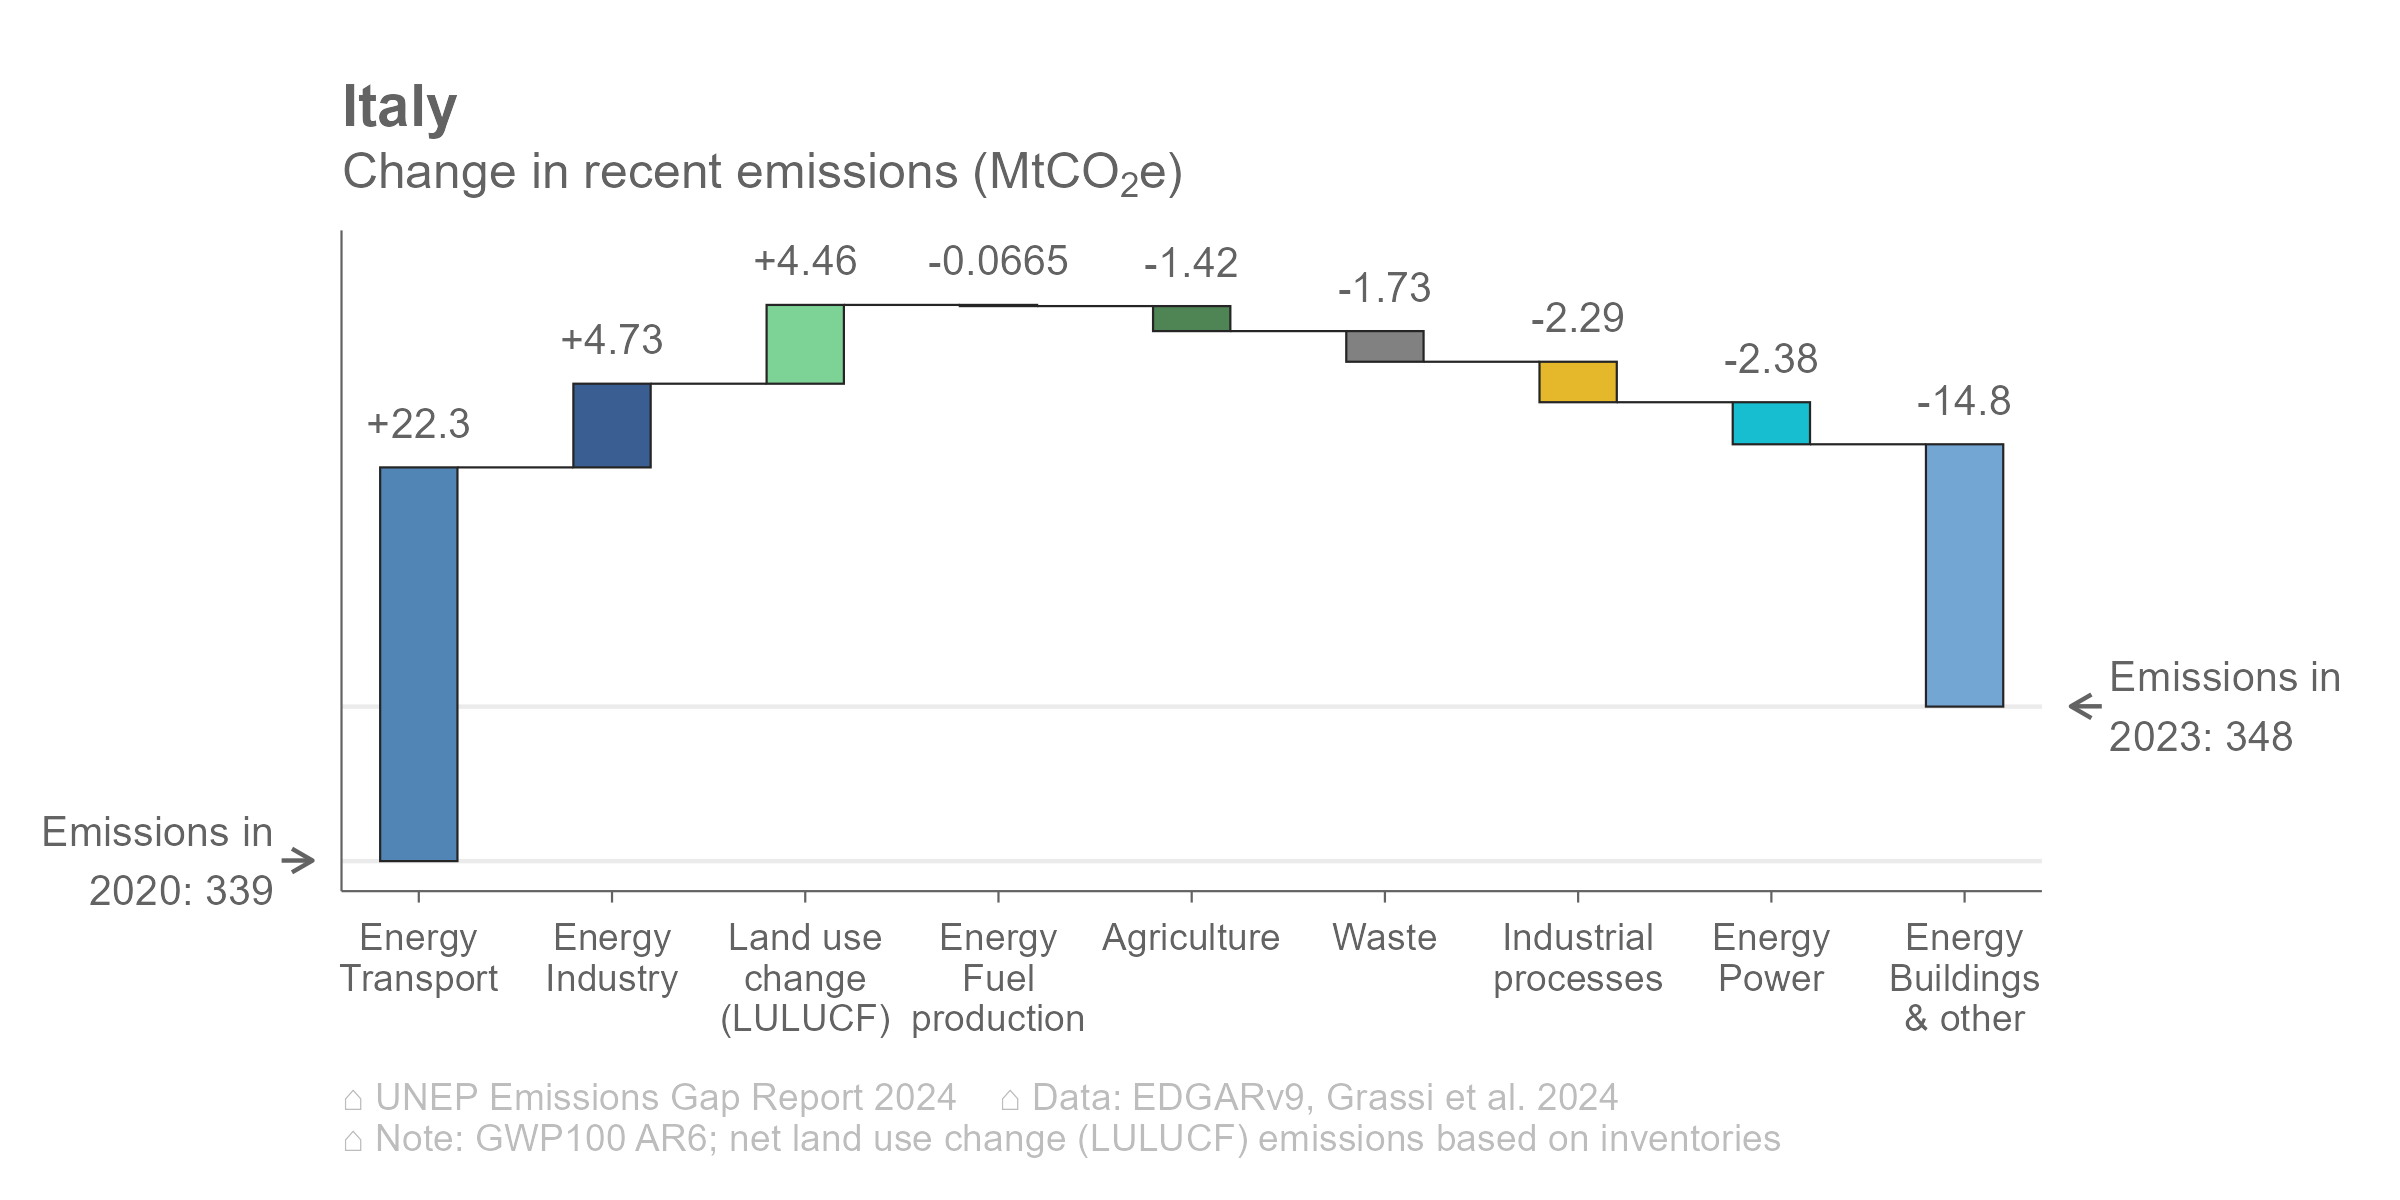 Italy
Change in recent emissions (MtCO₂e)
+22.3
+4.73
+4.46
-0.0665
-1.42
-1.73
-2.29
-2.38
-14.8
Emissions in
2020: 339
Emissions in
2023: 348
Energy
Transport
Energy
Industry
Land use
change
(LULUCF)
Energy
Fuel
production
Agriculture
Waste
Industrial
processes
Energy
Power
Energy
Buildings
& other
⌂ UNEP Emissions Gap Report 2024 ⌂ Data: EDGARv9, Grassi et al. 2024
⌂ Note: GWP100 AR6; net land use change (LULUCF) emissions based on inventories